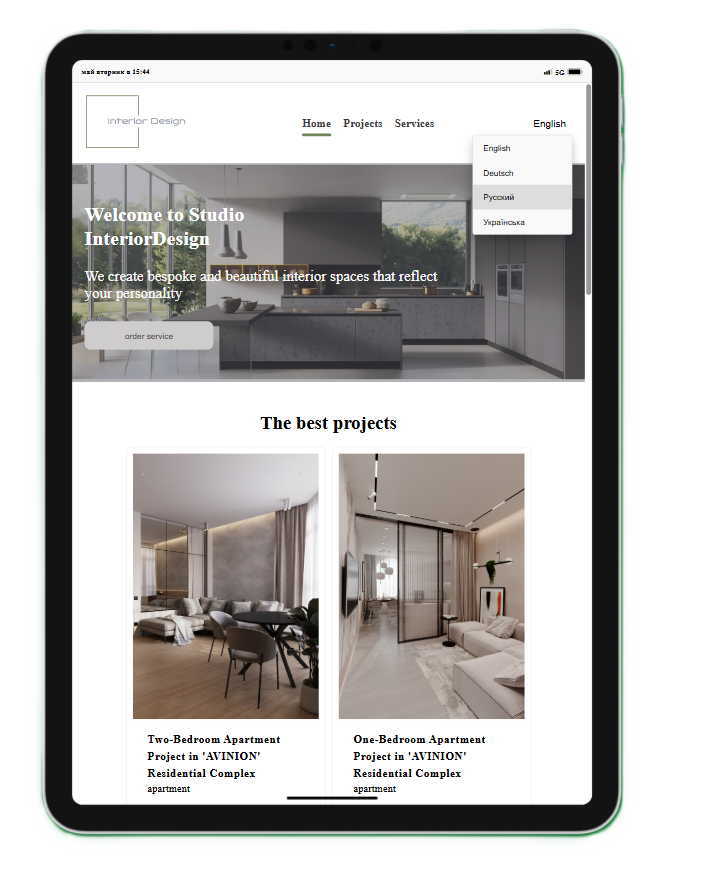 май вторник в 15:44
5G
Interior Design
Home Projects Services
English
English
Deutsch
Русский
Українська
Welcome to Studio
InteriorDesign
We create bespoke and beautiful interior spaces that reflect
your personality
order service
The best projects
Two-Bedroom Apartment
Project in 'AVINION'
Residential Complex
apartment
One-Bedroom Apartment
Project in 'AVINION'
Residential Complex
apartment